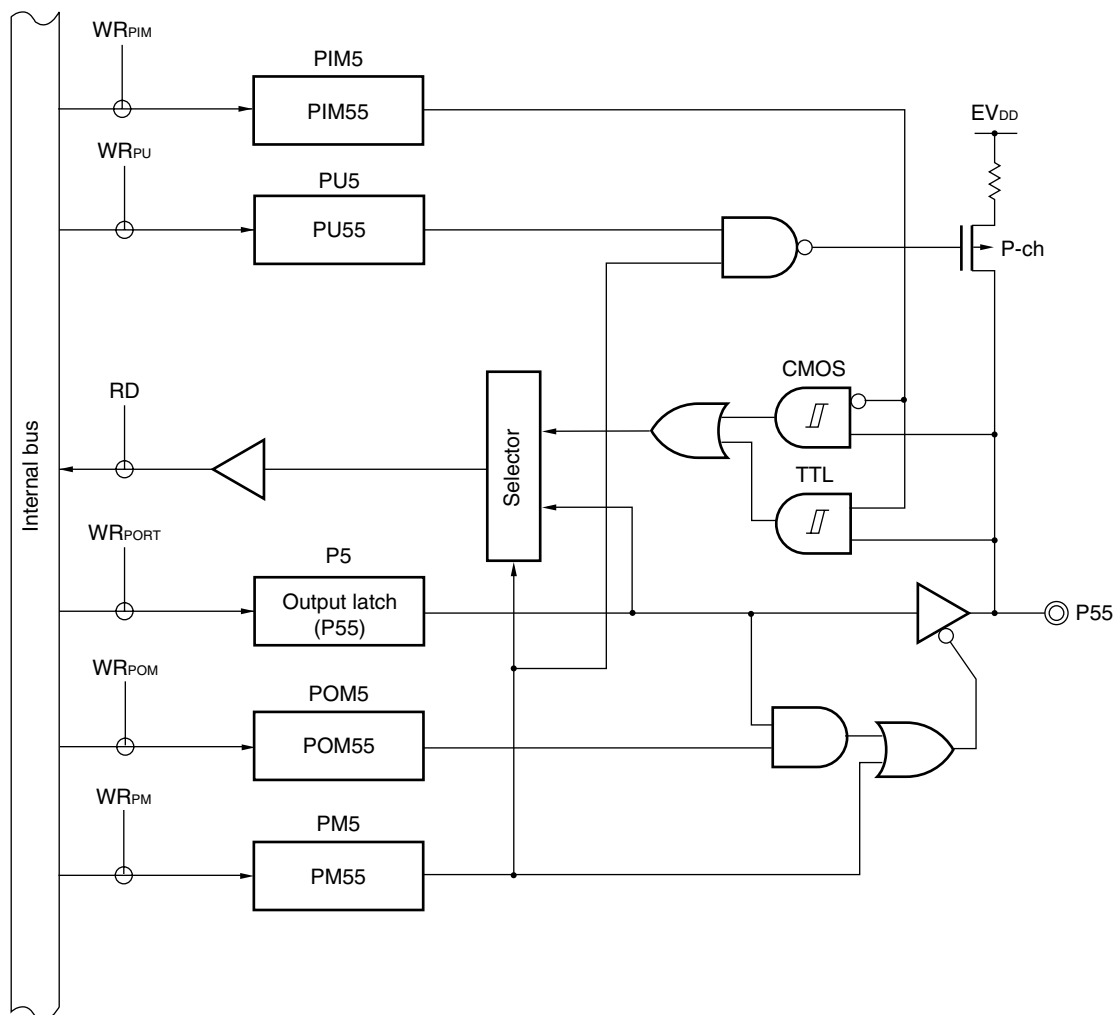 WRPIM
PIM5
PIM55
EVDD
WRPU
PU5
PU55
P-ch
CMOS
RD
Selector
TTL
Internal bus
WRPORT
P5
Output latch
(P55)
P55
WRPOM
POM5
POM55
WRPM
PM5
PM55